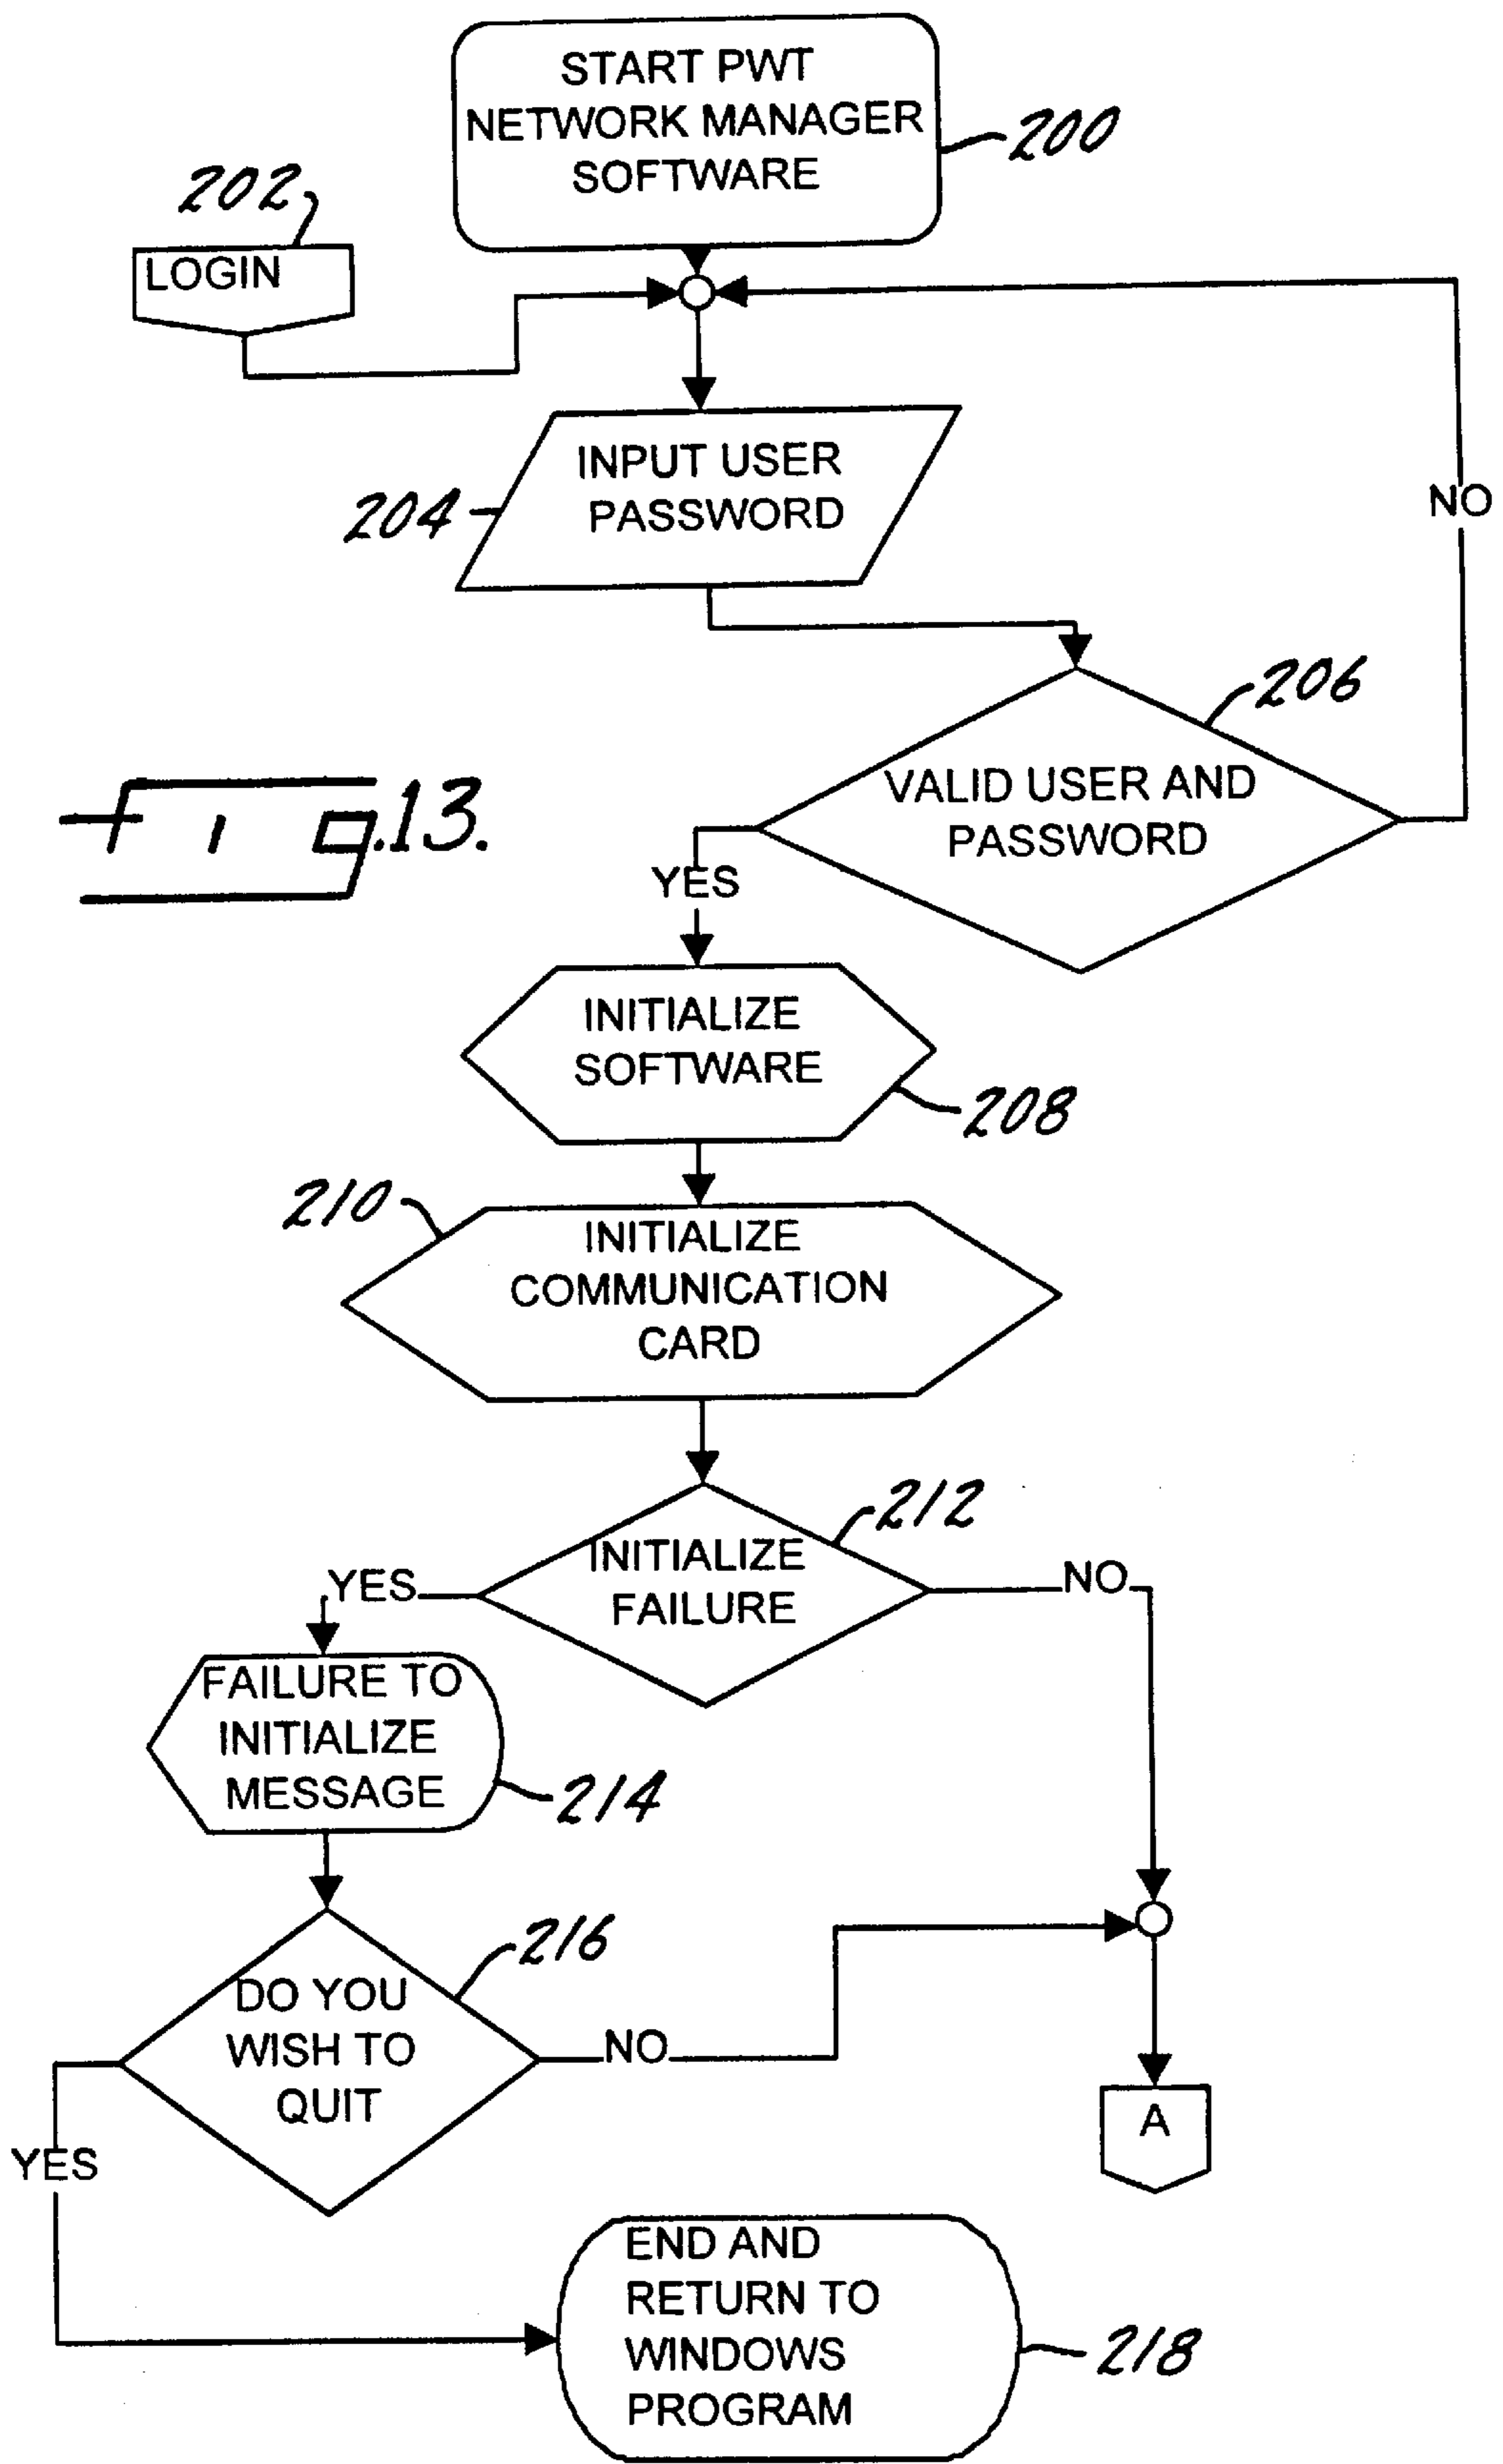 START PWT
NETWORK MANAGER
SOFTWARE
200
202
LOGIN
INPUT USER
PASSWORD
204
NO
206
VALID USER AND
PASSWORD
Fig.13.
YES
INITIALIZE
SOFTWARE
208
210
INITIALIZE
COMMUNICATION
CARD
212
INITIALIZE
FAILURE
YES
NO
FAILURE TO
INITIALIZE
MESSAGE
214
216
DO YOU
WISH TO
QUIT
NO
A
YES
END AND
RETURN TO
WINDOWS
PROGRAM
218